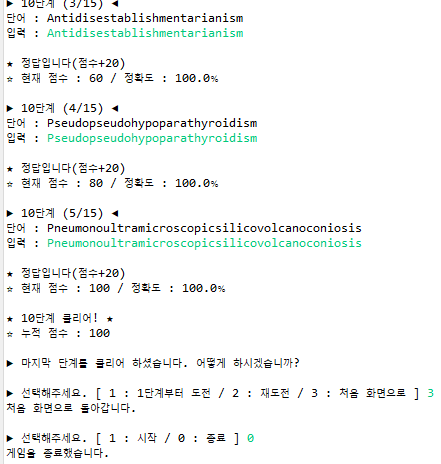 ▶ 10단계 (3/15) ◀
단어 : Antidisestablishmentarianism
입력 : Antidisestablishmentarianism
★ 정답입니다(점수+20)
☆ 현재 점수 : 60 / 정확도 : 100.0%
▶ 10단계 (4/15) ◀
단어 : Pseudopseudohypoparathyroidism
입력 : Pseudopseudohypoparathyroidism
★ 정답입니다(점수+20)
☆ 현재 점수 : 80 / 정확도 : 100.0%
▶ 10단계 (5/15) ◀
단어 : Pneumonoultramicroscopicsilicovolcanoconiosis
입력 : Pneumonoultramicroscopicsilicovolcanoconiosis
★ 정답입니다(점수+20)
☆ 현재 점수 : 100 / 정확도 : 100.0%
★ 10단계 클리어! ★
☆ 누적 점수 : 100
▶ 마지막 단계를 클리어 하셨습니다. 어떻게 하시겠습니까?
▶ 선택해주세요. [ 1 : 1단계부터 도전 / 2 : 재도전 / 3 : 처음 화면으로 ] 3
처음 화면으로 돌아갑니다.
▶ 선택해주세요. [ 1 : 시작 / 0 : 종료 ] 0
게임을 종료했습니다.